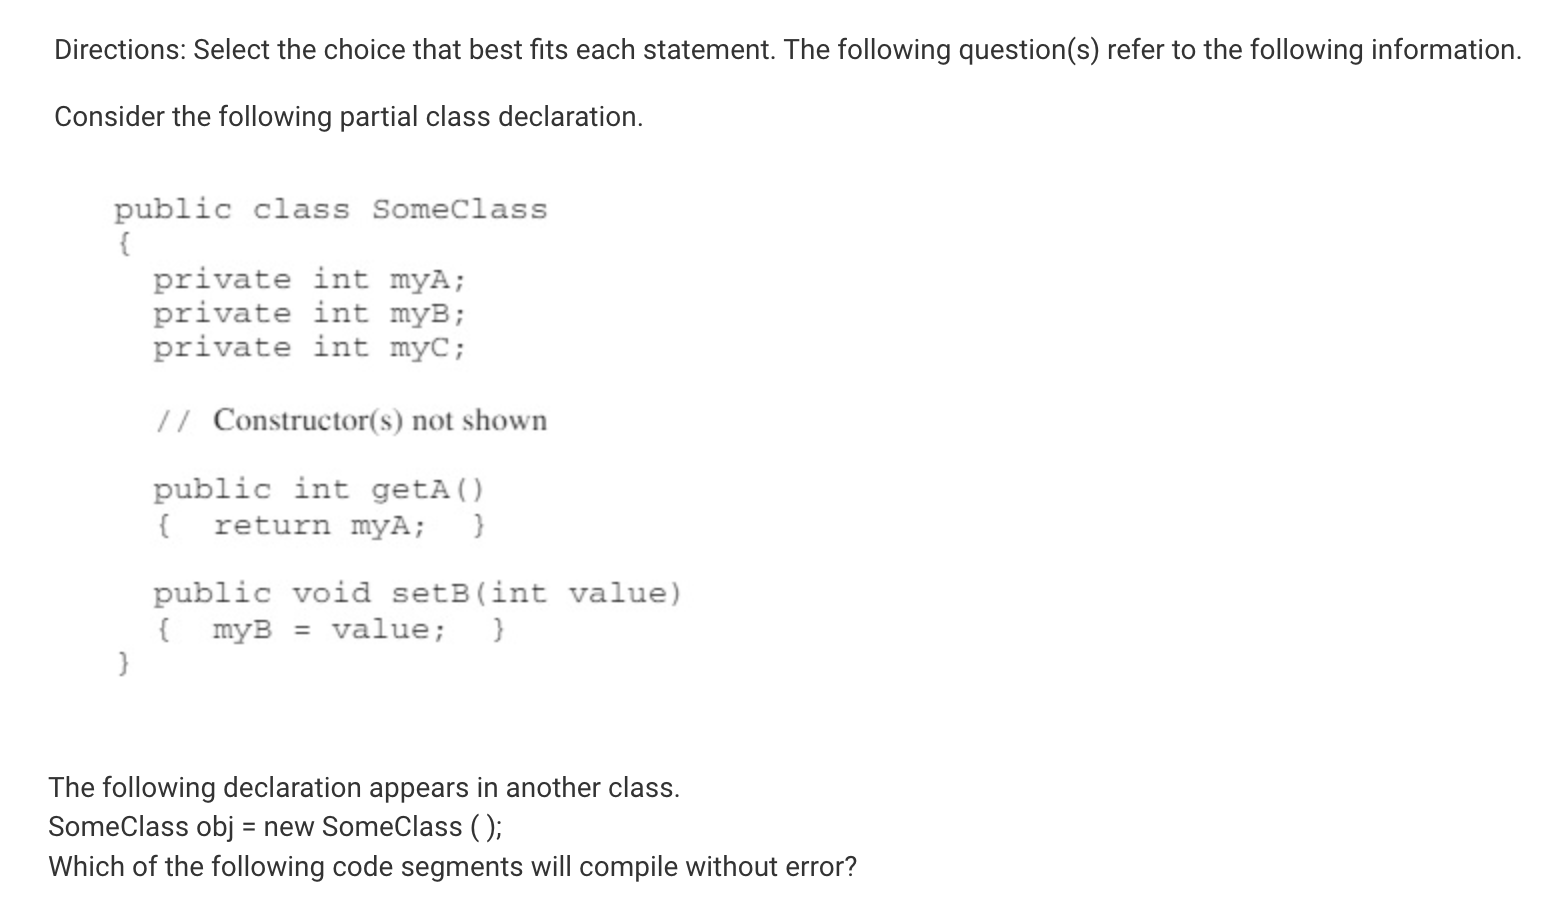 Directions: Select the choice that best fits each statement. The following question(s) refer to the following information.
Consider the following partial class declaration.
public class SomeClass
{
private int myA;
private int myB;
private int myC;
// Constructor(s) not shown
public int getA()
{ return myA; }
public void setB(int value)
{ myB = value; }
}
The following declaration appears in another class.
SomeClass obj = new SomeClass ( );
Which of the following code segments will compile without error?